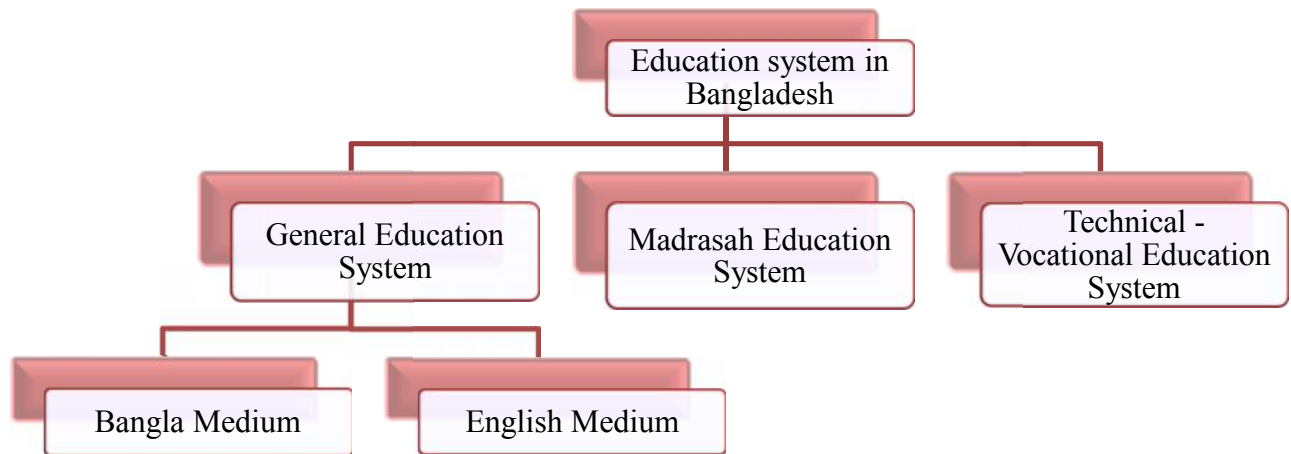 Education system in
Bangladesh
General Education
System
Madrasah Education
System
Technical -
Vocational Education
System
Bangla Medium
English Medium